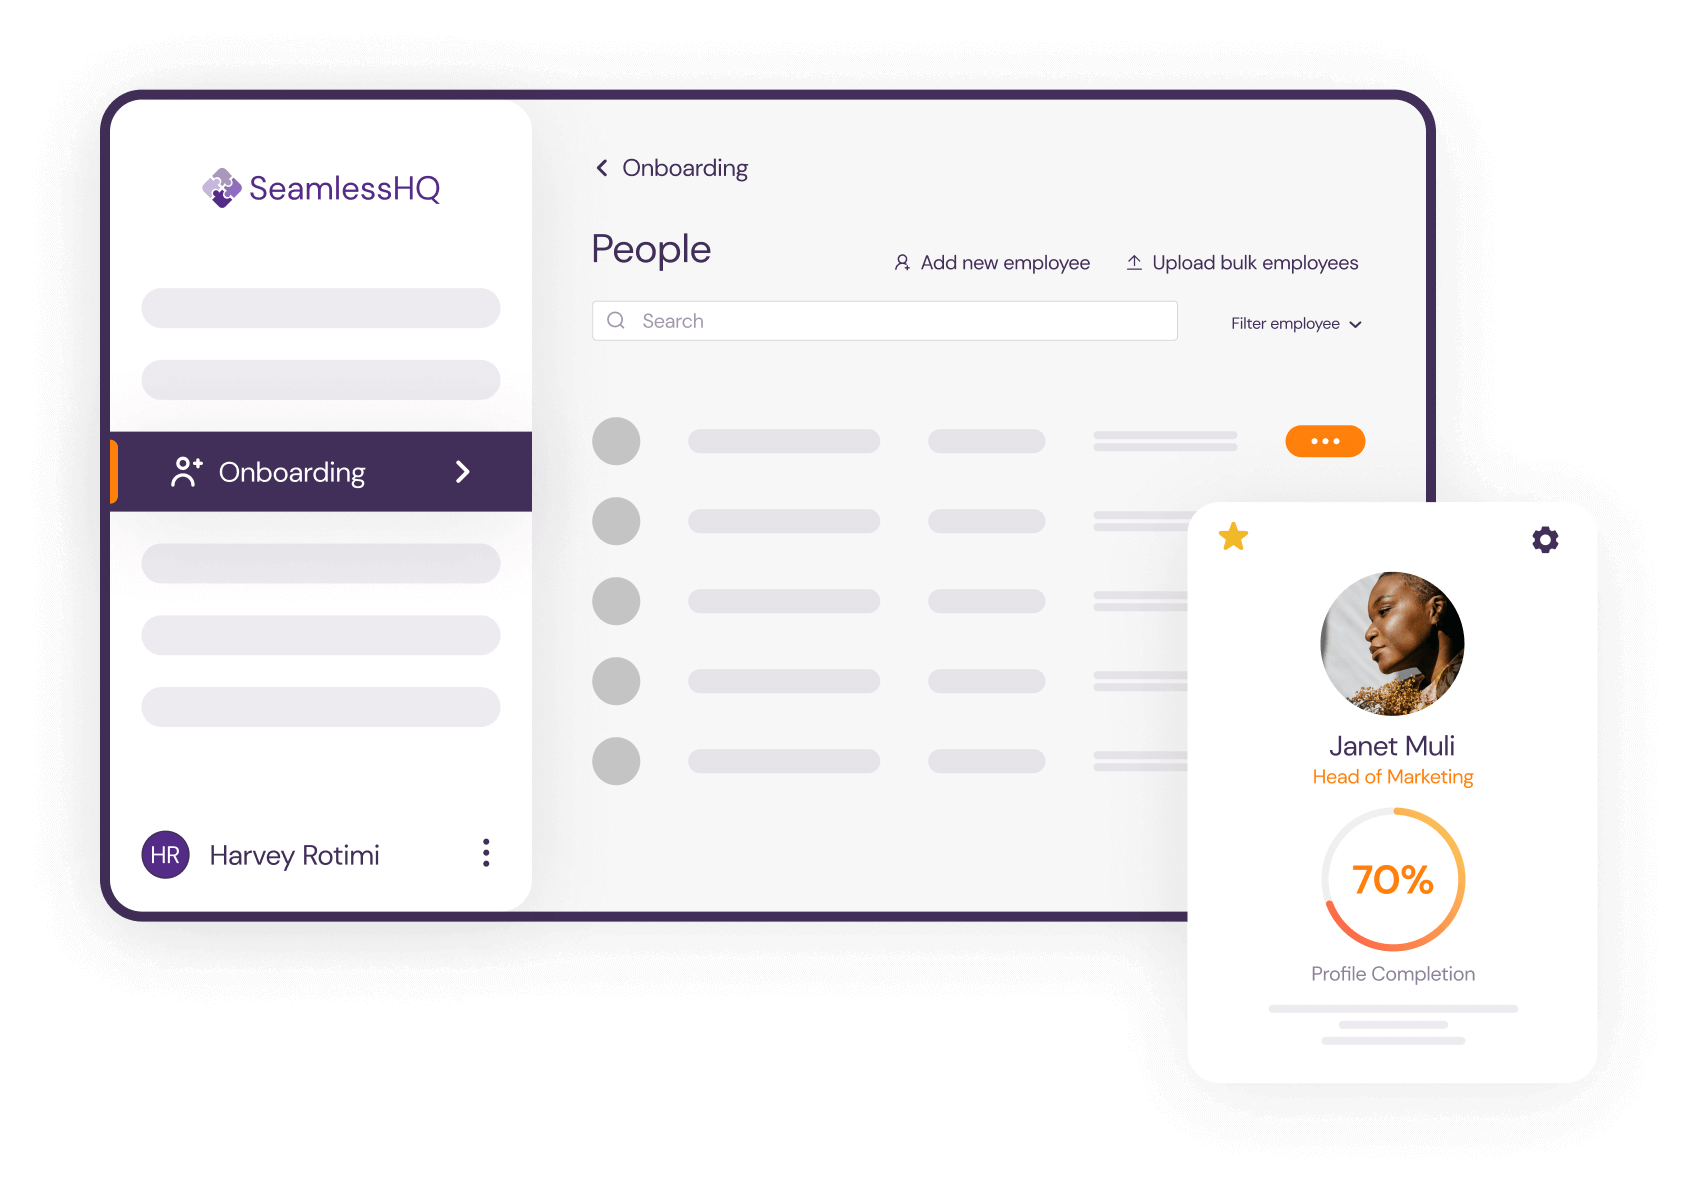 SeamlessHQ
Onboarding
HR Harvey Rotimi
Onboarding
People
Add new employee
Upload bulk employees
Search
Filter employee
Janet Muli
Head of Marketing
70%
Profile Completion